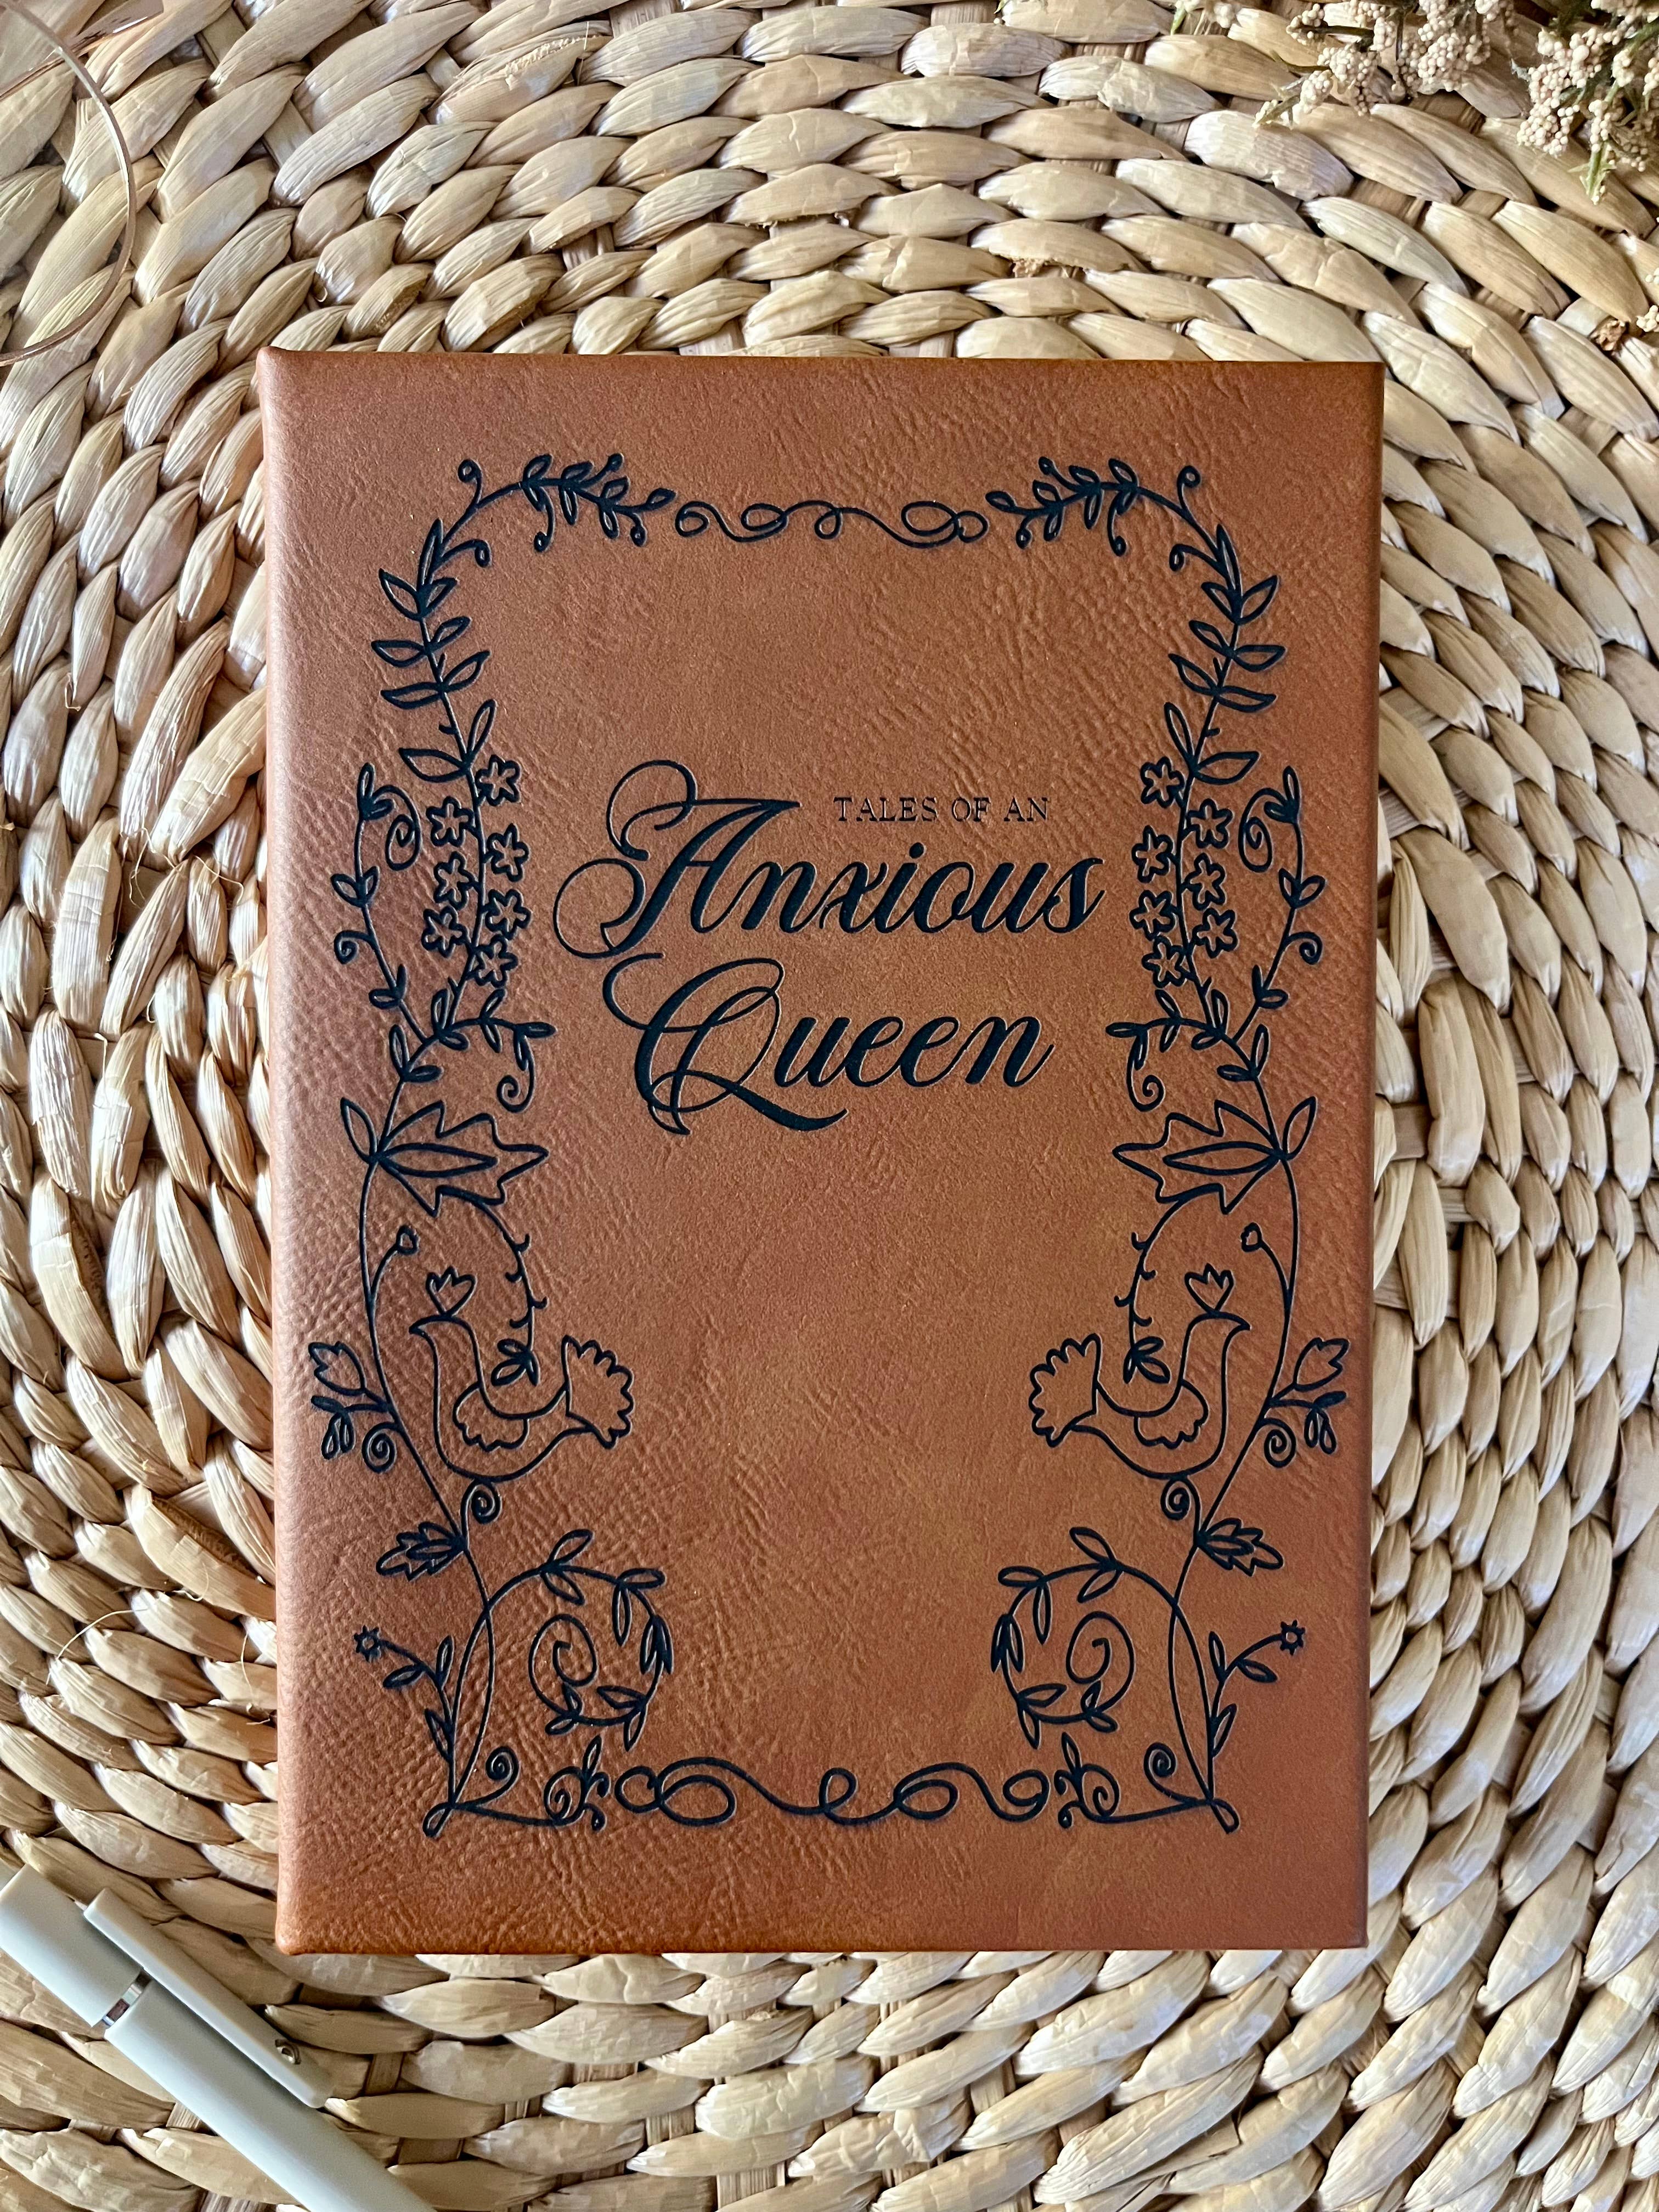 TALES OF AN
Anxious
Queen